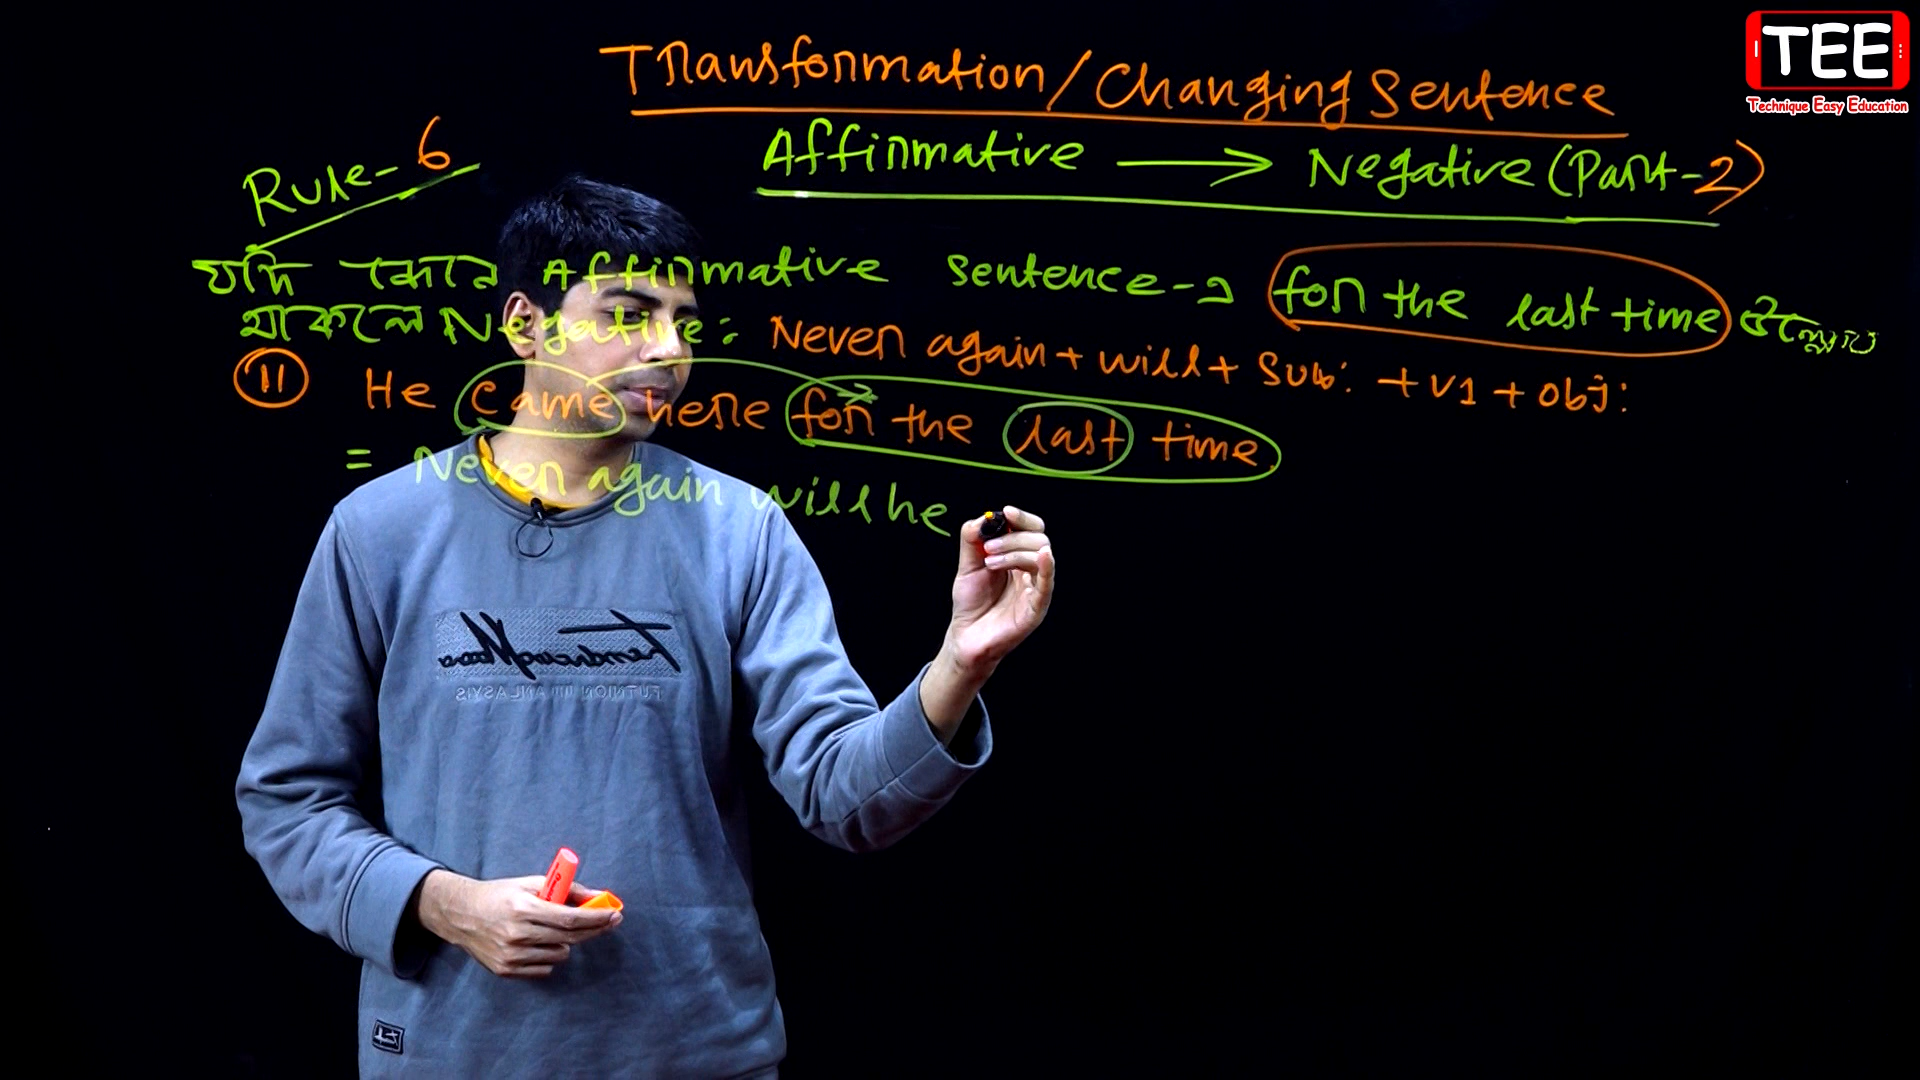 TEE
Technique Easy Education
Transformation/Changing Sentence
Affirmative → Negative (Part-2)
Rule-6
যদি কোনো Affirmative Sentence-এ for the last time উল্লেখ
থাকলে Negative: Never again + will + Sub: + V1 + obj:
11 He came here for the last time.
= Never again will he